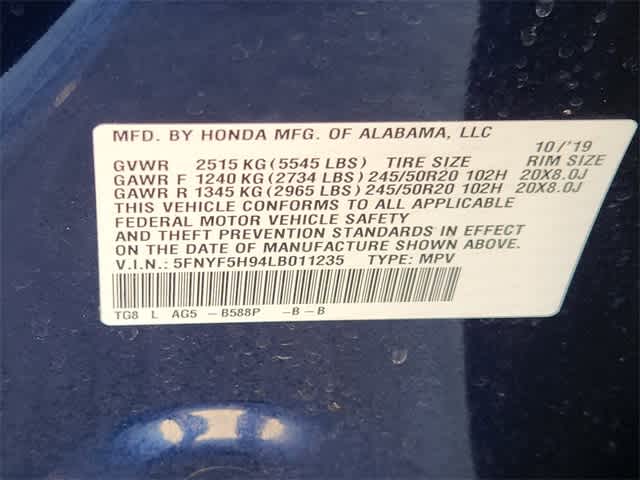 MFD. BY HONDA MFG. OF ALABAMA, LLC
10/'19
GVWR 2515 KG (5545 LBS) TIRE SIZE RIM SIZE
GAWR F 1240 KG (2734 LBS) 245/50R20 102H 20X8.0J
GAWR R 1345 KG (2965 LBS) 245/50R20 102H 20X8.0J
THIS VEHICLE CONFORMS TO ALL APPLICABLE
FEDERAL MOTOR VEHICLE SAFETY
AND THEFT PREVENTION STANDARDS IN EFFECT
ON THE DATE OF MANUFACTURE SHOWN ABOVE.
V.I.N.: 5FNYF5H94LB011235 TYPE: MPV
TG8 L AG5 -B588P -B-B